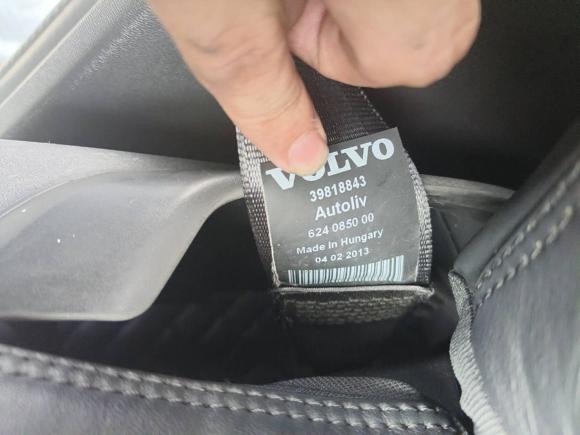 VOLVO
39818843
Autoliv
624 0850 00
Made in Hungary
04 02 2013